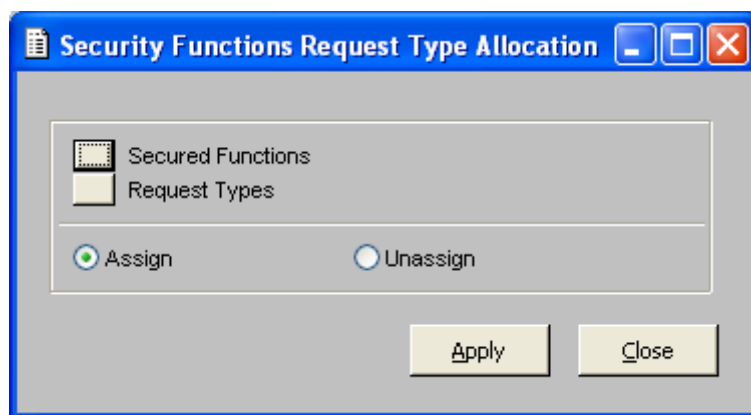 Security Functions Request Type Allocation
Secured Functions
Request Types
Assign Unassign
Apply Close